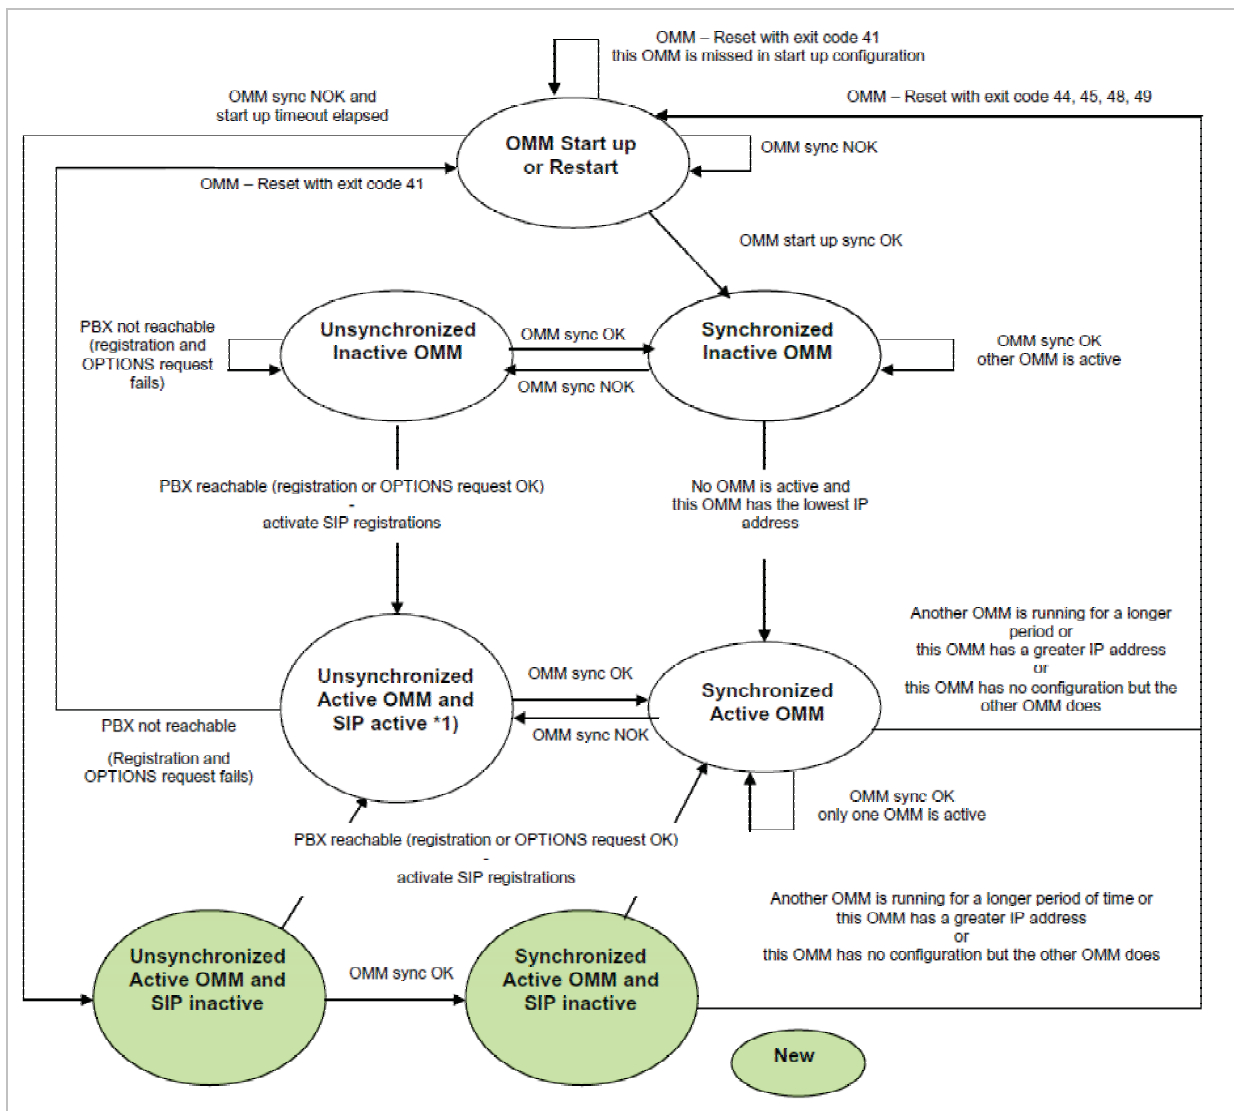 OMM – Reset with exit code 41
this OMM is missed in start up configuration
OMM sync NOK and
start up timeout elapsed
OMM – Reset with exit code 44, 45, 48, 49
OMM Start up
or Restart
OMM sync NOK
OMM – Reset with exit code 41
OMM start up sync OK
PBX not reachable
(registration and
OPTIONS request
fails)
Unsynchronized
Inactive OMM
OMM sync OK
OMM sync NOK
Synchronized
Inactive OMM
OMM sync OK
other OMM is active
PBX reachable (registration or OPTIONS request OK)
-
activate SIP registrations
No OMM is active and
this OMM has the lowest IP
address
Another OMM is running for a longer
period or
this OMM has a greater IP address
or
this OMM has no configuration but the
other OMM does
Unsynchronized
Active OMM and
SIP active *1)
OMM sync OK
OMM sync NOK
Synchronized
Active OMM
PBX not reachable
(Registration and
OPTIONS request fails)
OMM sync OK
only one OMM is active
PBX reachable (registration or OPTIONS request OK)
-
activate SIP registrations
Another OMM is running for a longer period of time or
this OMM has a greater IP address
or
this OMM has no configuration but the other OMM does
Unsynchronized
Active OMM and
SIP inactive
OMM sync OK
Synchronized
Active OMM and
SIP inactive
New